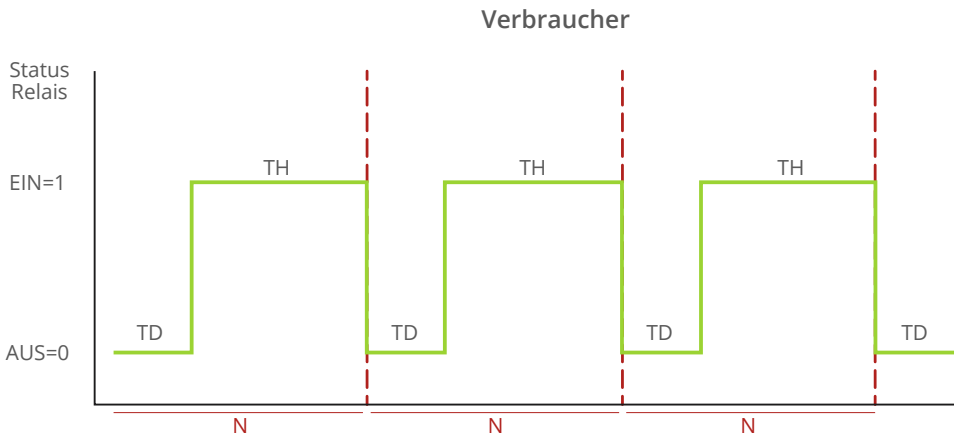 Verbraucher
Status
Relais
TH
TH
TH
EIN=1
TD
TD
TD
TD
AUS=0
N
N
N